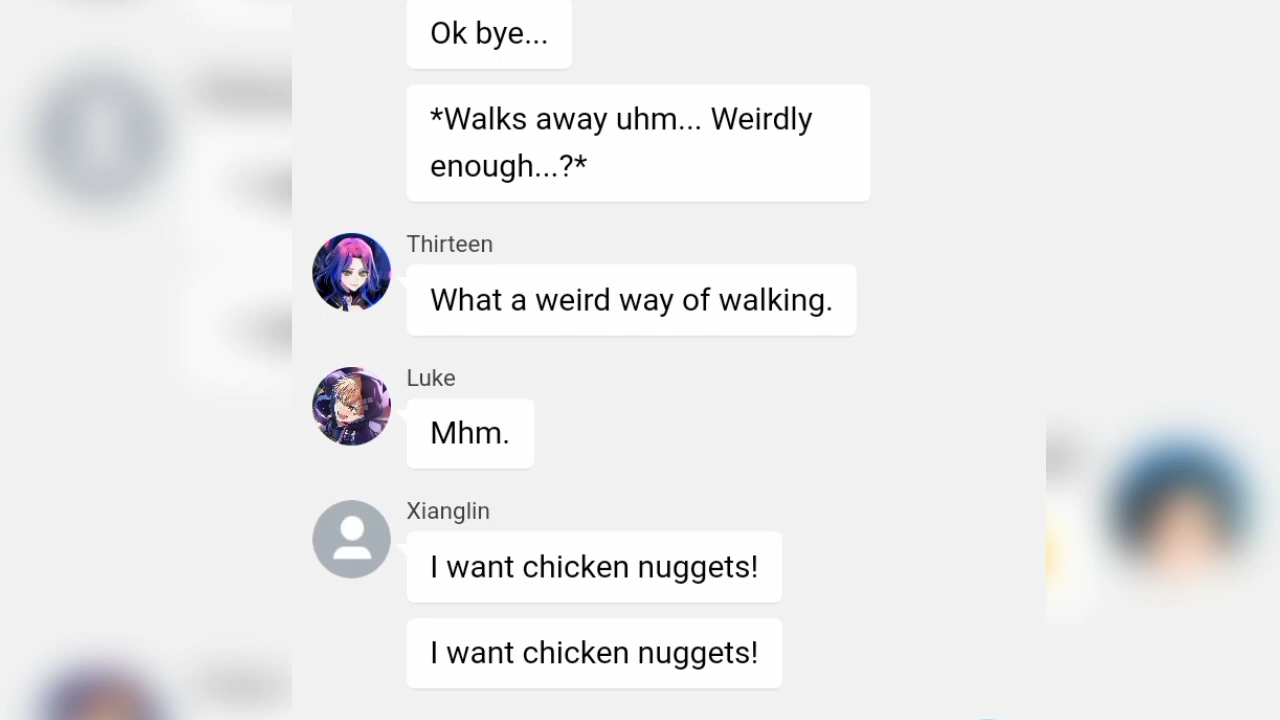 Ok bye...
*Walks away uhm... Weirdly
enough...?*
Thirteen
What a weird way of walking.
Luke
Mhm.
Xianglin
I want chicken nuggets!
I want chicken nuggets!